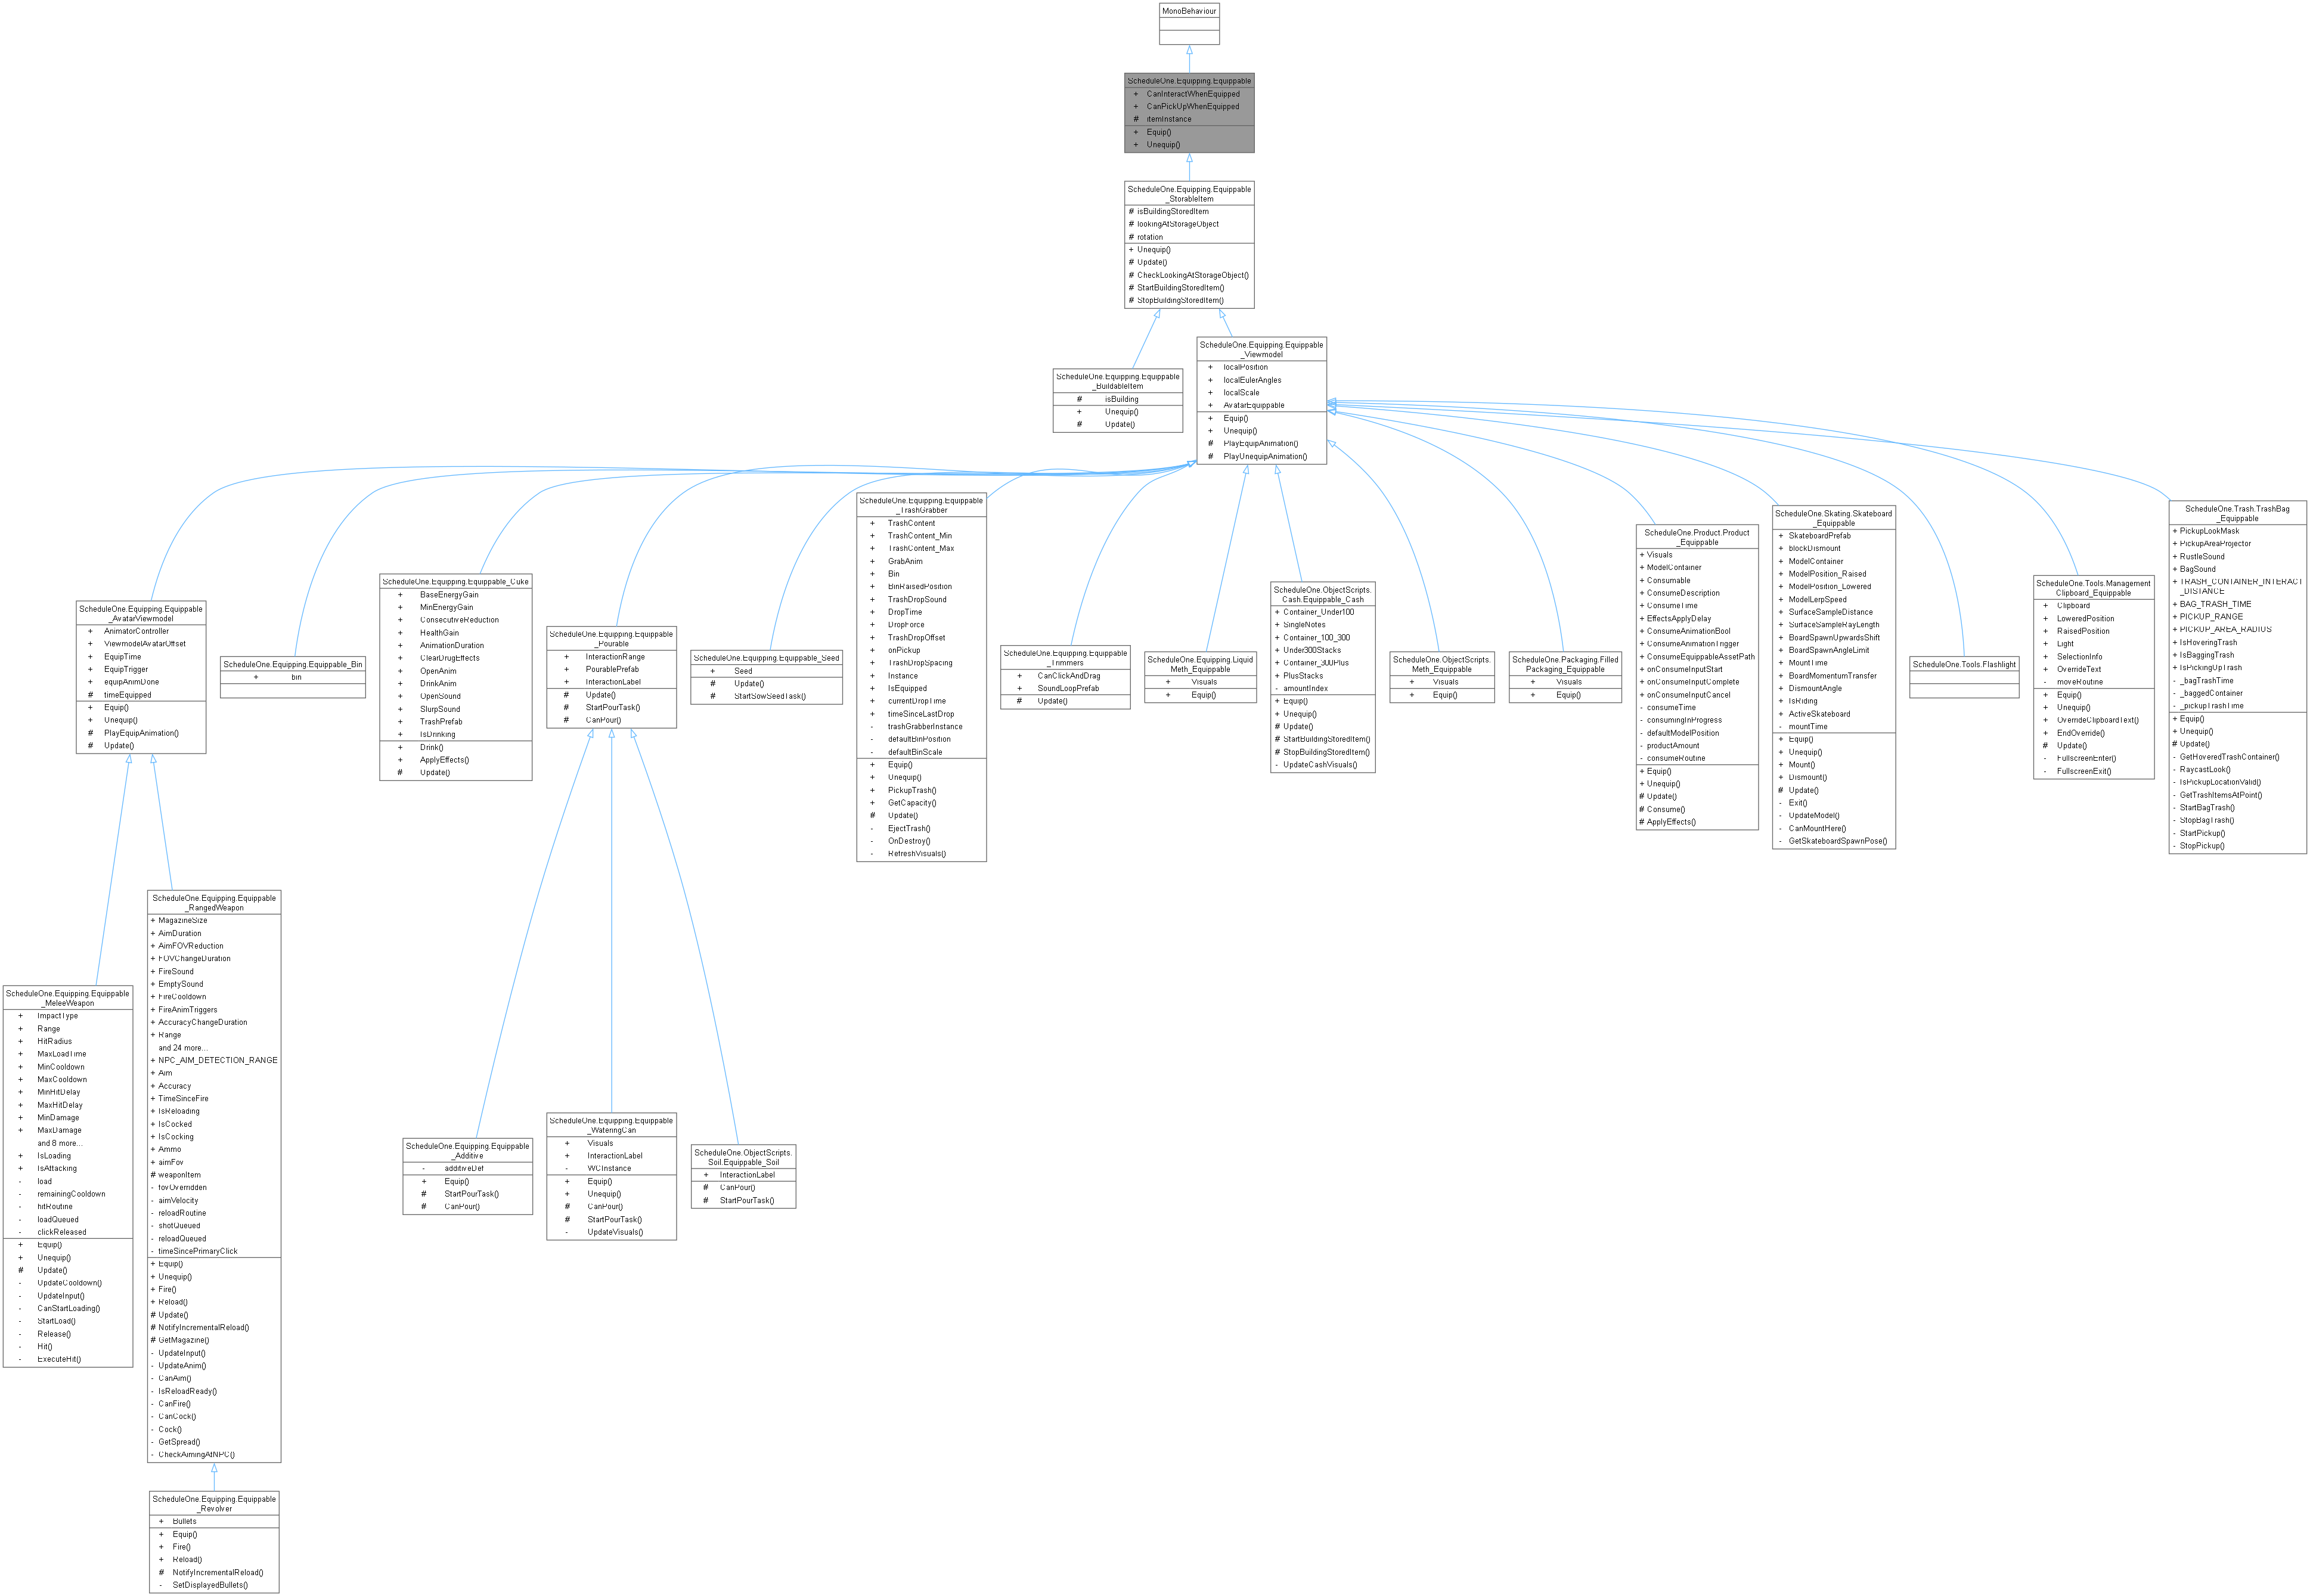 MonoBehaviour
ScheduleOne.Equipping.Equippable
+ CanInteractWhenEquipped
+ CanPickUpWhenEquipped
# itemInstance
+ Equip()
+ Unequip()
ScheduleOne.Equipping.Equippable
_StorableItem
# isBuildingStoredItem
# lookingAtStorageObject
# rotation
+ Unequip()
# Update()
# CheckLookingAtStorageObject()
# StartBuildingStoredItem()
# StopBuildingStoredItem()
ScheduleOne.Equipping.Equippable
_BuildableItem
# isBuilding
+ Unequip()
# Update()
ScheduleOne.Equipping.Equippable
_Viewmodel
+ localPosition
+ localEulerAngles
+ localScale
+ AvatarEquippable
+ Equip()
+ Unequip()
# PlayEquipAnimation()
# PlayUnequipAnimation()
ScheduleOne.Equipping.Equippable
_AvatarViewmodel
+ AnimatorController
+ ViewmodelAvatarOffset
+ EquipTime
+ EquipTrigger
+ equipAnimDone
# timeEquipped
+ Equip()
+ Unequip()
# PlayEquipAnimation()
# Update()
ScheduleOne.Equipping.Equippable_Bin
+ bin
ScheduleOne.Equipping.Equippable_Cuke
+ BaseEnergyGain
+ MinEnergyGain
+ ConsecutiveReduction
+ HealthGain
+ AnimationDuration
+ ClearDrugEffects
+ OpenAnim
+ DrinkAnim
+ OpenSound
+ SlurpSound
+ TrashPrefab
+ IsDrinking
+ Drink()
+ ApplyEffects()
# Update()
ScheduleOne.Equipping.Equippable
_Pourable
+ InteractionRange
+ PourablePrefab
+ InteractionLabel
# Update()
# StartPourTask()
# CanPour()
ScheduleOne.Equipping.Equippable_Seed
+ Seed
# Update()
# StartSowSeedTask()
ScheduleOne.Equipping.Equippable
_TrashGrabber
+ TrashContent
+ TrashContent_Min
+ TrashContent_Max
+ GrabAnim
+ Bin
+ BinRaisedPosition
+ TrashDropSound
+ DropTime
+ DropForce
+ TrashDropOffset
+ onPickup
+ TrashDropSpacing
+ Instance
+ IsEquipped
+ currentDropTime
+ timeSinceLastDrop
- trashGrabberInstance
- defaultBinPosition
- defaultBinScale
+ Equip()
+ Unequip()
+ PickupTrash()
+ GetCapacity()
# Update()
- EjectTrash()
- OnDestroy()
- RefreshVisuals()
ScheduleOne.Equipping.Equippable
_Trimmers
+ CanClickAndDrag
+ SoundLoopPrefab
# Update()
ScheduleOne.Equipping.Liquid
Meth_Equippable
+ Visuals
+ Equip()
ScheduleOne.ObjectScripts.
Cash.Equippable_Cash
+ Container_Under100
+ SingleNotes
+ Container_100_300
+ Under300Stacks
+ Container_300Plus
+ PlusStacks
- amountIndex
+ Equip()
+ Unequip()
# Update()
# StartBuildingStoredItem()
# StopBuildingStoredItem()
- UpdateCashVisuals()
ScheduleOne.ObjectScripts.
Meth_Equippable
+ Visuals
+ Equip()
ScheduleOne.Packaging.Filled
Packaging_Equippable
+ Visuals
+ Equip()
ScheduleOne.Product.Product
_Equippable
+ Visuals
+ ModelContainer
+ Consumable
+ ConsumeDescription
+ ConsumeTime
+ EffectsApplyDelay
+ ConsumeAnimationBool
+ ConsumeAnimationTrigger
+ ConsumeEquippableAssetPath
+ onConsumeInputStart
+ onConsumeInputComplete
+ onConsumeInputCancel
- consumeTime
- consumingInProgress
- defaultModelPosition
- productAmount
- consumeRoutine
+ Equip()
+ Unequip()
# Update()
# Consume()
# ApplyEffects()
ScheduleOne.Skating.Skateboard
_Equippable
+ SkateboardPrefab
+ blockDismount
+ ModelContainer
+ ModelPosition_Raised
+ ModelPosition_Lowered
+ ModelLerpSpeed
+ SurfaceSampleDistance
+ SurfaceSampleRayLength
+ BoardSpawnUpwardsShift
+ BoardSpawnAngleLimit
+ MountTime
+ BoardMomentumTransfer
+ DismountAngle
+ IsRiding
+ ActiveSkateboard
- mountTime
+ Equip()
+ Unequip()
+ Mount()
+ Dismount()
# Update()
- Exit()
- UpdateModel()
- CanMountHere()
- GetSkateboardSpawnPose()
ScheduleOne.Tools.Flashlight
ScheduleOne.Tools.Management
Clipboard_Equippable
+ Clipboard
+ LoweredPosition
+ RaisedPosition
+ Light
+ SelectionInfo
+ OverrideText
- moveRoutine
+ Equip()
+ Unequip()
+ OverrideClipboardText()
+ EndOverride()
# Update()
- FullscreenEnter()
- FullscreenExit()
ScheduleOne.Trash.TrashBag
_Equippable
+ PickupLookMask
+ PickupAreaProjector
+ RustleSound
+ BagSound
+ TRASH_CONTAINER_INTERACT
_DISTANCE
+ BAG_TRASH_TIME
+ PICKUP_RANGE
+ PICKUP_AREA_RADIUS
+ IsHoveringTrash
+ IsBaggingTrash
+ IsPickingUpTrash
- _bagTrashTime
- _baggedContainer
- _pickupTrashTime
+ Equip()
+ Unequip()
# Update()
- GetHoveredTrashContainer()
- RaycastLook()
- IsPickupLocationValid()
- GetTrashItemsAtPoint()
- StartBagTrash()
- StopBagTrash()
- StartPickup()
- StopPickup()
ScheduleOne.Equipping.Equippable
_MeleeWeapon
+ ImpactType
+ Range
+ HitRadius
+ MaxLoadTime
+ MinCooldown
+ MaxCooldown
+ MinHitDelay
+ MaxHitDelay
+ MinDamage
+ MaxDamage
and 8 more...
+ IsLoading
+ IsAttacking
- load
- remainingCooldown
- hitRoutine
- loadQueued
- clickReleased
+ Equip()
+ Unequip()
# Update()
- UpdateCooldown()
- UpdateInput()
- CanStartLoading()
- StartLoad()
- Release()
- Hit()
- ExecuteHit()
ScheduleOne.Equipping.Equippable
_RangedWeapon
+ MagazineSize
+ AimDuration
+ AimFOVReduction
+ FOVChangeDuration
+ FireSound
+ EmptySound
+ FireCooldown
+ FireAnimTriggers
+ AccuracyChangeDuration
+ Range
and 24 more...
+ NPC_AIM_DETECTION_RANGE
+ Aim
+ Accuracy
+ TimeSinceFire
+ IsReloading
+ IsCocked
+ IsCocking
+ Ammo
+ aimFov
# weaponItem
- fovOverridden
- aimVelocity
- reloadRoutine
- shotQueued
- reloadQueued
- timeSincePrimaryClick
+ Equip()
+ Unequip()
+ Fire()
+ Reload()
# Update()
# NotifyIncrementalReload()
# GetMagazine()
- UpdateInput()
- UpdateAnim()
- CanAim()
- IsReloadReady()
- CanFire()
- CanCock()
- Cock()
- GetSpread()
- CheckAimingAtNPC()
ScheduleOne.Equipping.Equippable
_Additive
- additiveDef
+ Equip()
# StartPourTask()
# CanPour()
ScheduleOne.Equipping.Equippable
_WateringCan
+ Visuals
+ InteractionLabel
- WCInstance
+ Equip()
+ Unequip()
# CanPour()
# StartPourTask()
- UpdateVisuals()
ScheduleOne.ObjectScripts.
Soil.Equippable_Soil
+ InteractionLabel
# CanPour()
# StartPourTask()
ScheduleOne.Equipping.Equippable
_Revolver
+ Bullets
+ Equip()
+ Fire()
+ Reload()
# NotifyIncrementalReload()
- SetDisplayedBullets()